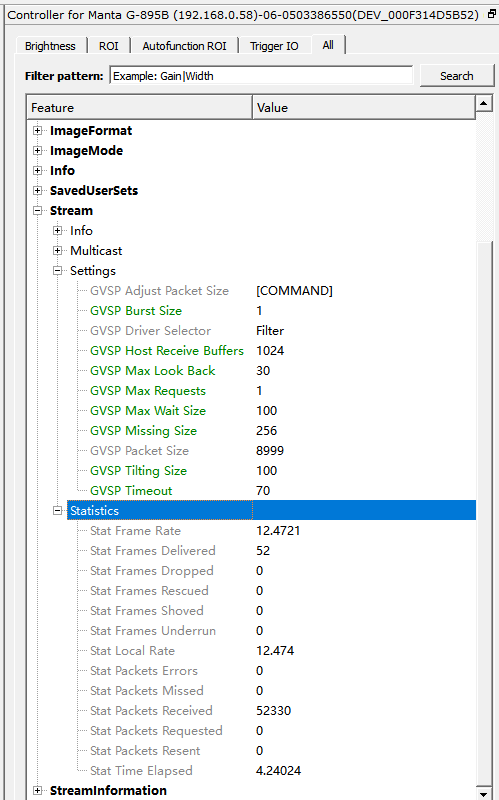 Controller for Manta G-895B (192.168.0.58)-06-0503386550(DEV_000F314D5B52)
Brightness ROI Autofunction ROI Trigger IO All
Filter pattern: Example: Gain|Width Search
Feature Value
ImageFormat
ImageMode
Info
SavedUserSets
Stream
Info
Multicast
Settings
GVSP Adjust Packet Size [COMMAND]
GVSP Burst Size 1
GVSP Driver Selector Filter
GVSP Host Receive Buffers 1024
GVSP Max Look Back 30
GVSP Max Requests 1
GVSP Max Wait Size 100
GVSP Missing Size 256
GVSP Packet Size 8999
GVSP Tilting Size 100
GVSP Timeout 70
Statistics
Stat Frame Rate 12.4721
Stat Frames Delivered 52
Stat Frames Dropped 0
Stat Frames Rescued 0
Stat Frames Shoved 0
Stat Frames Underrun 0
Stat Local Rate 12.474
Stat Packets Errors 0
Stat Packets Missed 0
Stat Packets Received 52330
Stat Packets Requested 0
Stat Packets Resent 0
Stat Time Elapsed 4.24024
StreamInformation